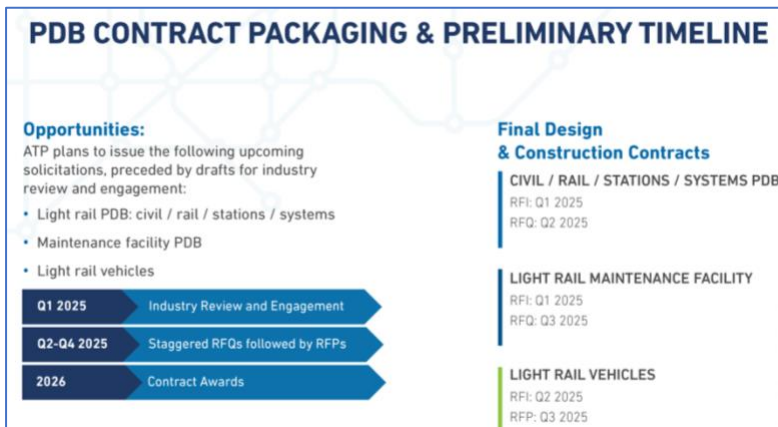 PDB CONTRACT PACKAGING & PRELIMINARY TIMELINE
Opportunities:
ATP plans to issue the following upcoming
solicitations, preceded by drafts for industry
review and engagement:
• Light rail PDB: civil / rail / stations / systems
• Maintenance facility PDB
• Light rail vehicles
Q1 2025 Industry Review and Engagement
Q2-Q4 2025 Staggered RFQs followed by RFPs
2026 Contract Awards
Final Design
& Construction Contracts
CIVIL / RAIL / STATIONS / SYSTEMS PDB
RFI: Q1 2025
RFQ: Q2 2025
LIGHT RAIL MAINTENANCE FACILITY
RFI: Q1 2025
RFQ: Q3 2025
LIGHT RAIL VEHICLES
RFI: Q2 2025
RFP: Q3 2025